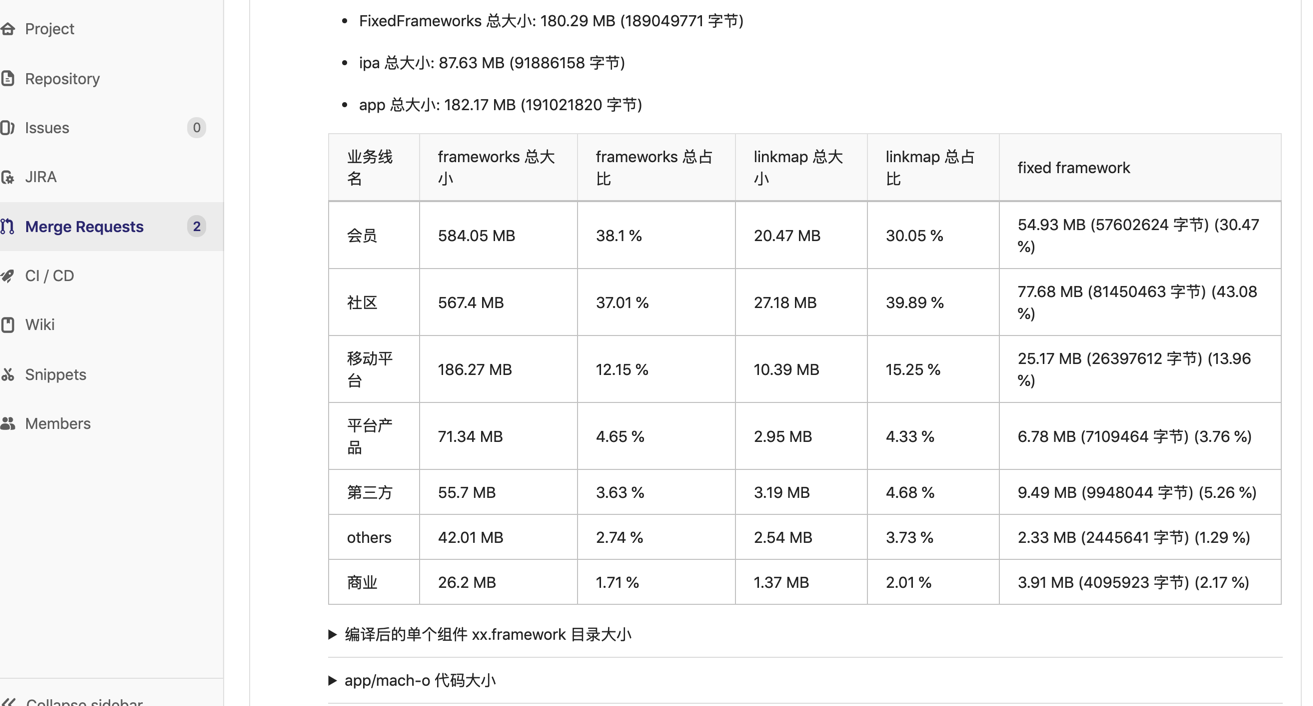 Project
Repository
Issues 0
JIRA
Merge Requests 2
CI / CD
Wiki
Snippets
Members
Collapse sidebar
FixedFrameworks 总大小: 180.29 MB (189049771 字节)
ipa 总大小: 87.63 MB (91886158 字节)
app 总大小: 182.17 MB (191021820 字节)
业务线名 frameworks 总大小 frameworks 总占比 linkmap 总大小 linkmap 总占比 fixed framework
会员 584.05 MB 38.1 % 20.47 MB 30.05 % 54.93 MB (57602624 字节) (30.47 %)
社区 567.4 MB 37.01 % 27.18 MB 39.89 % 77.68 MB (81450463 字节) (43.08 %)
移动平台 186.27 MB 12.15 % 10.39 MB 15.25 % 25.17 MB (26397612 字节) (13.96 %)
平台产品 71.34 MB 4.65 % 2.95 MB 4.33 % 6.78 MB (7109464 字节) (3.76 %)
第三方 55.7 MB 3.63 % 3.19 MB 4.68 % 9.49 MB (9948044 字节) (5.26 %)
others 42.01 MB 2.74 % 2.54 MB 3.73 % 2.33 MB (2445641 字节) (1.29 %)
商业 26.2 MB 1.71 % 1.37 MB 2.01 % 3.91 MB (4095923 字节) (2.17 %)
编译后的单个组件 xx.framework 目录大小
app/mach-o 代码大小